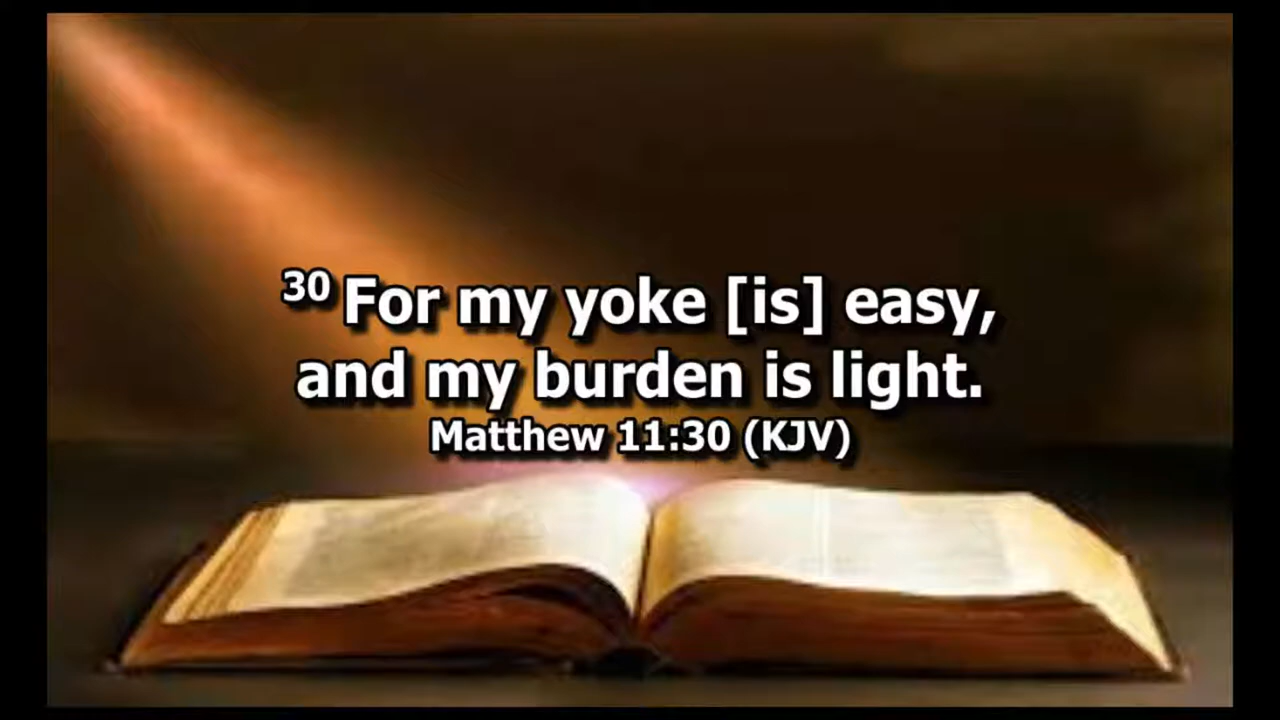 30 For my yoke [is] easy,
and my burden is light.
Matthew 11:30 (KJV)